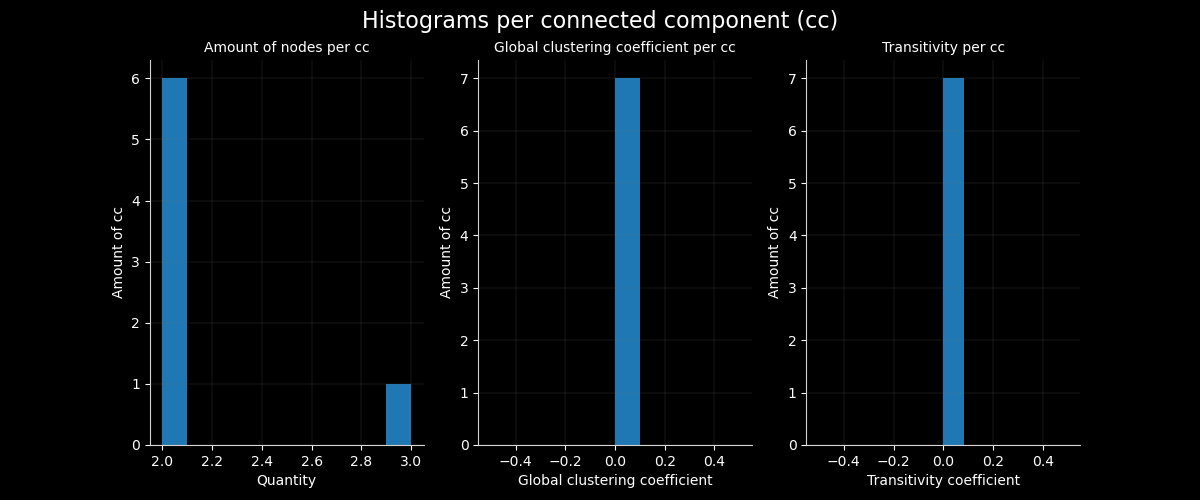 Histograms per connected component (cc)
Amount of nodes per cc
Global clustering coefficient per cc
Transitivity per cc
6
5
4
3
2
1
0
Amount of cc
2.0 2.2 2.4 2.6 2.8 3.0
Quantity
7
6
5
4
3
2
1
0
Amount of cc
−0.4 −0.2 0.0 0.2 0.4
Global clustering coefficient
7
6
5
4
3
2
1
0
Amount of cc
−0.4 −0.2 0.0 0.2 0.4
Transitivity coefficient